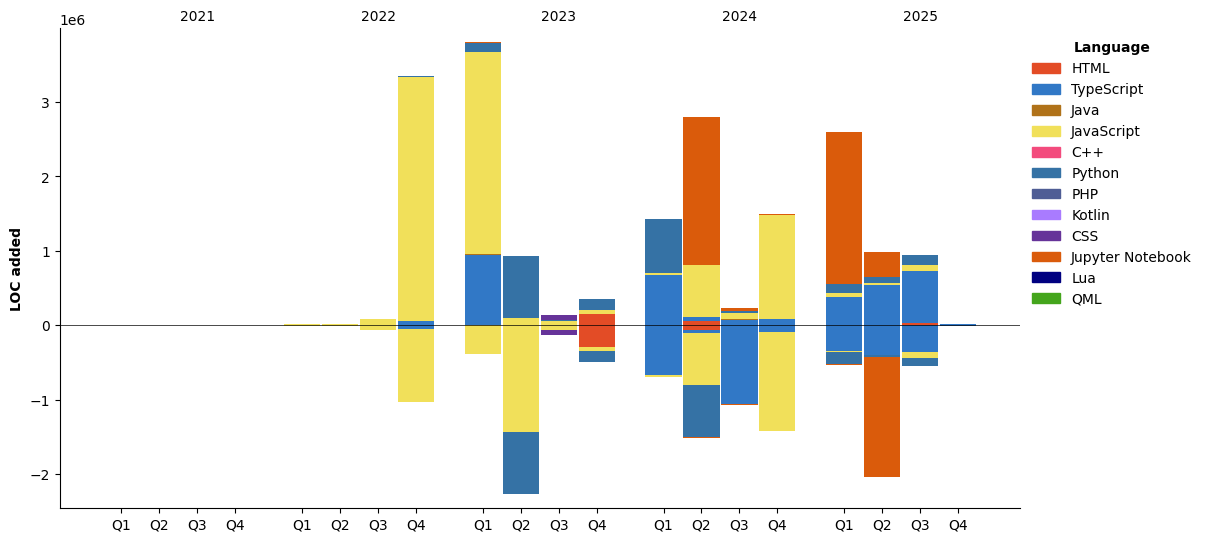 2021 2022 2023 2024 2025
1e6
LOC added
3
2
1
0
−1
−2
Q1 Q2 Q3 Q4 Q1 Q2 Q3 Q4 Q1 Q2 Q3 Q4 Q1 Q2 Q3 Q4 Q1 Q2 Q3 Q4
Language
HTML
TypeScript
Java
JavaScript
C++
Python
PHP
Kotlin
CSS
Jupyter Notebook
Lua
QML